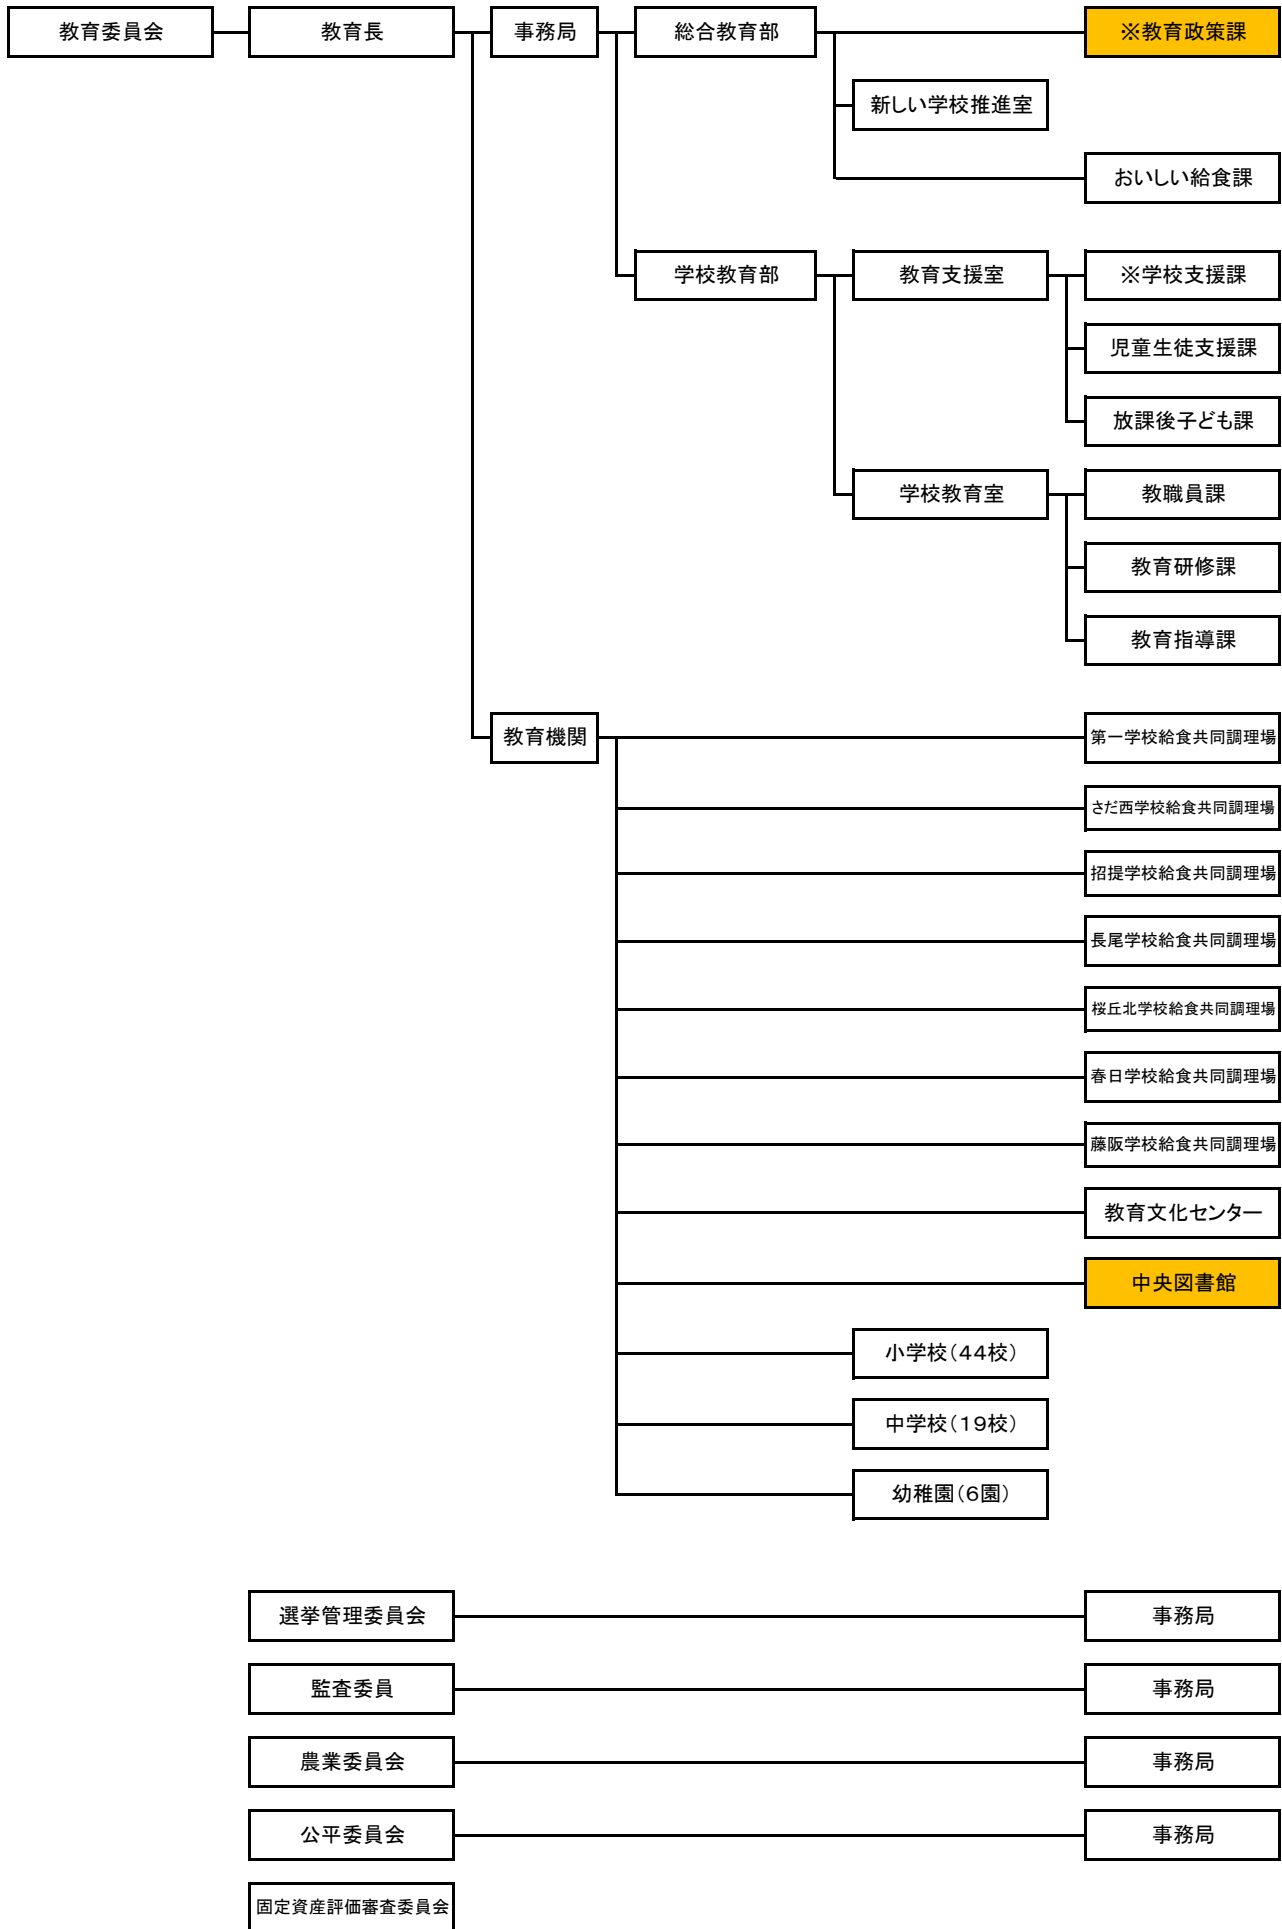 教育委員会
教育長
事務局
総合教育部
※教育政策課
新しい学校推進室
おいしい給食課
学校教育部
教育支援室
※学校支援課
児童生徒支援課
放課後子ども課
学校教育室
教職員課
教育研修課
教育指導課
教育機関
第一学校給食共同調理場
さだ西学校給食共同調理場
招提学校給食共同調理場
長尾学校給食共同調理場
桜丘北学校給食共同調理場
春日学校給食共同調理場
藤阪学校給食共同調理場
教育文化センター
中央図書館
小学校（４４校）
中学校（１９校）
幼稚園（６園）
選挙管理委員会
事務局
監査委員
事務局
農業委員会
事務局
公平委員会
事務局
固定資産評価審査委員会